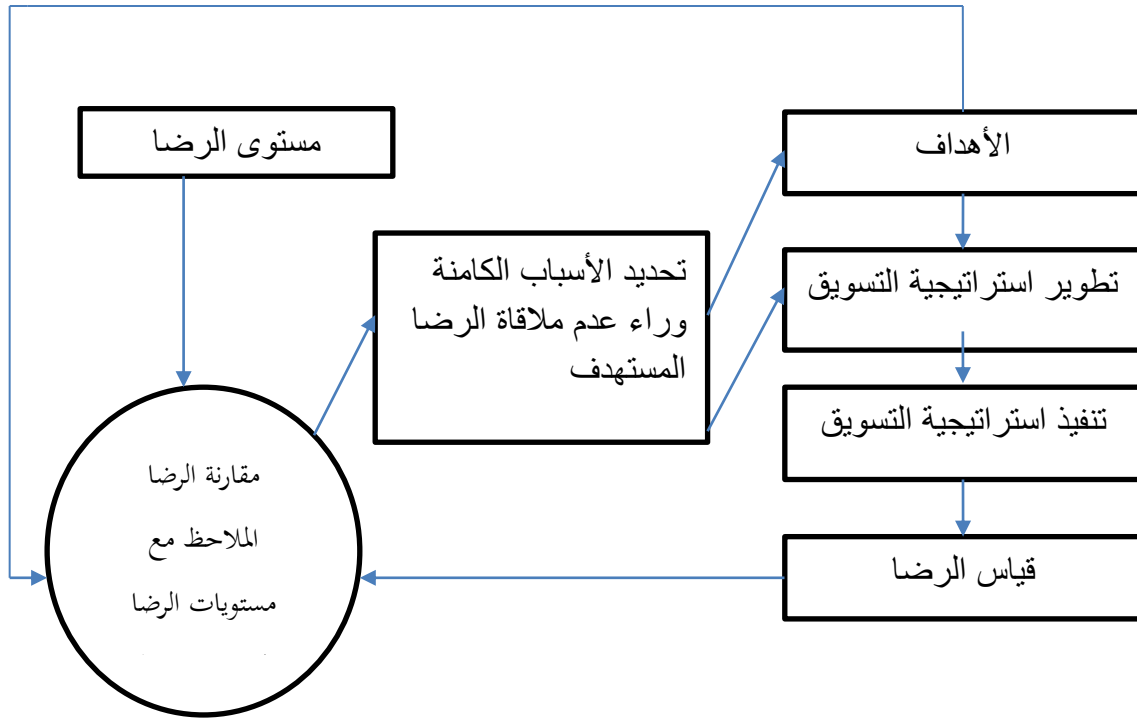 الأهداف
مستوى الرضا
تحديد الأسباب الكامنة
وراء عدم ملاقاة الرضا
المستهدف
تطوير استراتيجية التسويق
تنفيذ استراتيجية التسويق
قياس الرضا
مقارنة الرضا
الملاحظ مع
مستويات الرضا